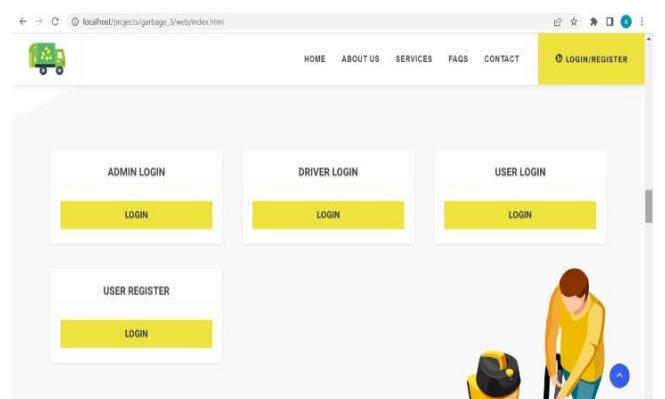 localhost/projects/garbage_3/web/index.html
A
HOME ABOUT US SERVICES FAQS CONTACT LOGIN/REGISTER
ADMIN LOGIN DRIVER LOGIN USER LOGIN
LOGIN LOGIN LOGIN
USER REGISTER
LOGIN